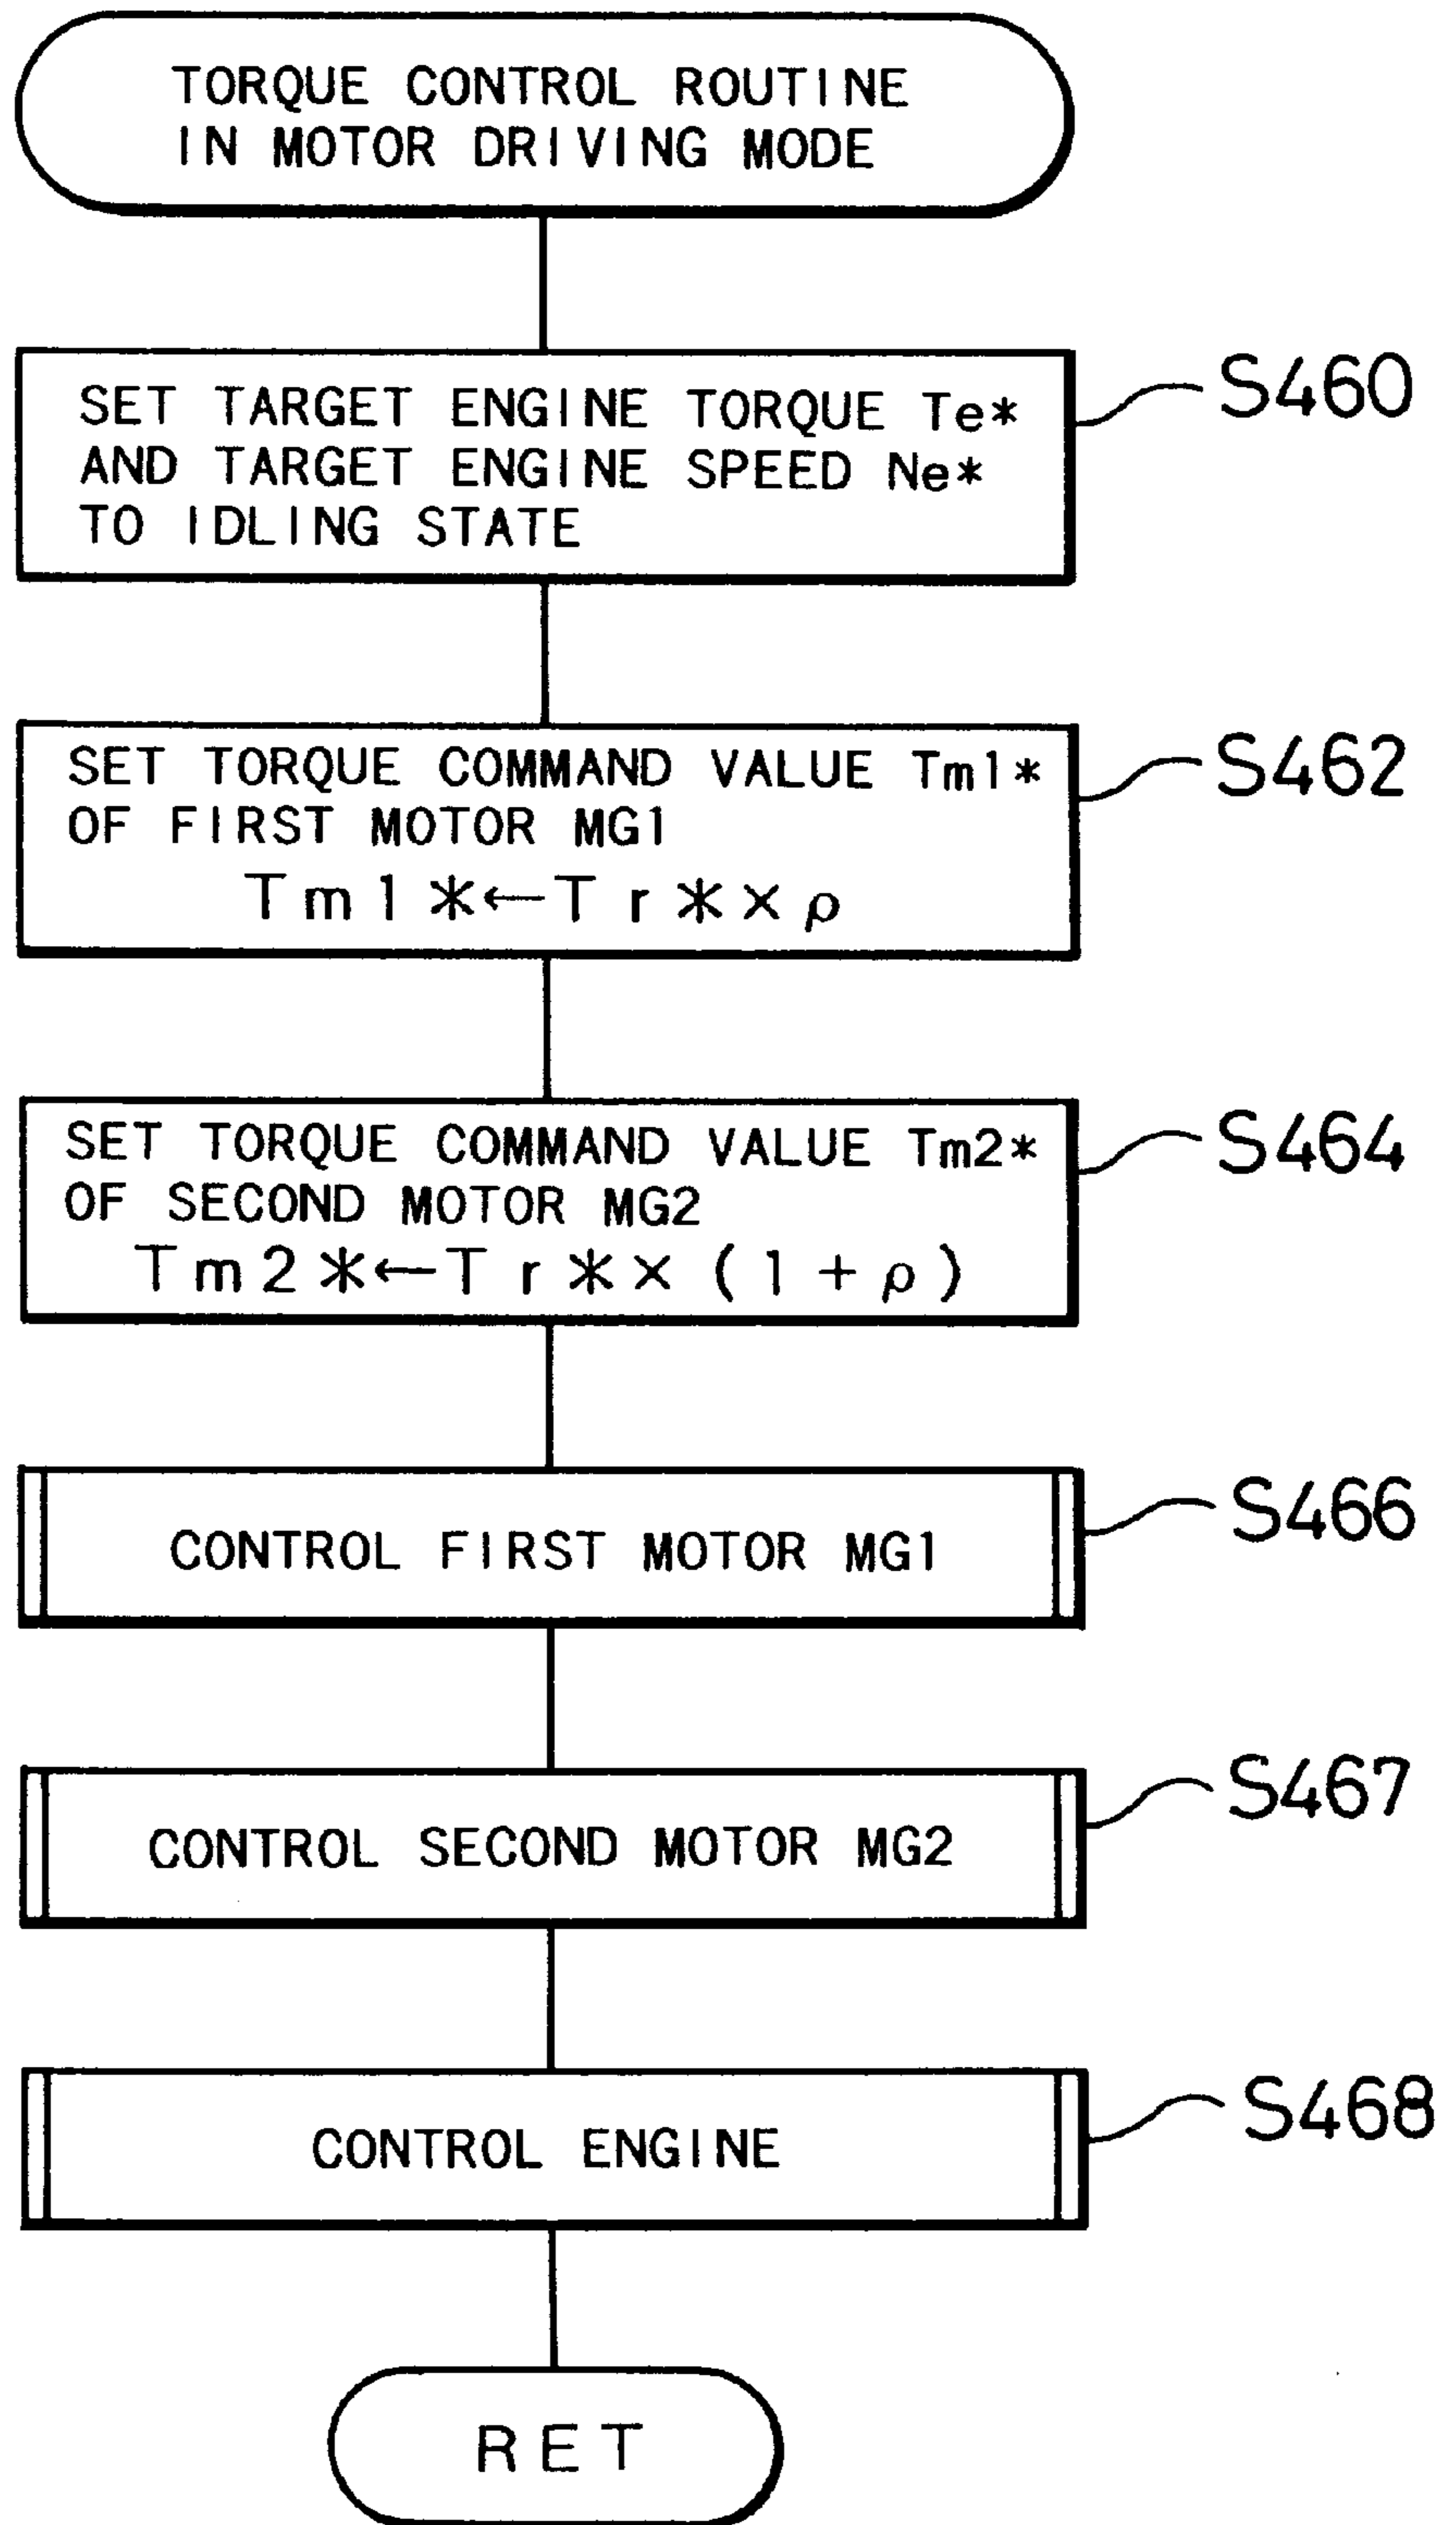 TORQUE CONTROL ROUTINE
IN MOTOR DRIVING MODE
SET TARGET ENGINE TORQUE Te*
AND TARGET ENGINE SPEED Ne*
TO IDLING STATE
S460
SET TORQUE COMMAND VALUE Tm1*
OF FIRST MOTOR MG1
Tm1*←Tr*×ρ
S462
SET TORQUE COMMAND VALUE Tm2*
OF SECOND MOTOR MG2
Tm2*←Tr*×(1+ρ)
S464
CONTROL FIRST MOTOR MG1
S466
CONTROL SECOND MOTOR MG2
S467
CONTROL ENGINE
S468
RET